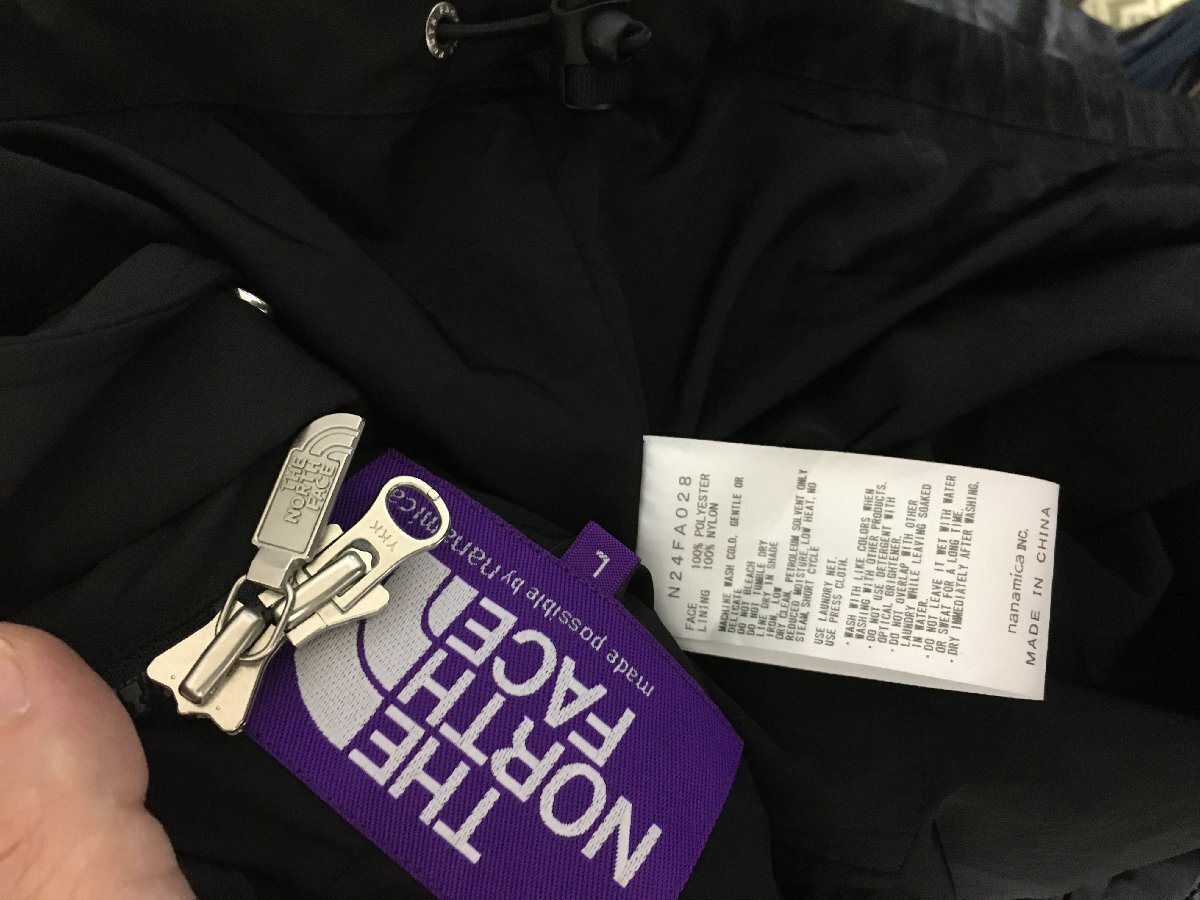 THE
NORTH
FACE
YKK
THE
NORTH
FACE
made possible by nanamica
L
N24FA028
FACE 100% POLYESTER
LINING 100% NYLON
MACHINE WASH COLD, GENTLE OR
DELICATE
DO NOT BLEACH
DO NOT TUMBLE DRY
LINE DRY IN SHADE
IRON, LOW
DRY CLEAN, PETROLEUM SOLVENT ONLY
REDUCED MOISTURE, LOW HEAT, NO
STEAM, SHORT CYCLE
USE LAUNDRY NET.
USE PRESS CLOTH.
・WASH WITH LIKE COLORS WHEN
WASHING WITH OTHER PRODUCTS.
・DO NOT USE DETERGENT WITH
OPTICAL BRIGHTENER.
・DO NOT OVERLAP WITH OTHER
LAUNDRY WHILE LEAVING SOAKED
IN WATER.
・DO NOT LEAVE IT WET WITH WATER
OR SWEAT FOR A LONG TIME.
・DRY IMMEDIATELY AFTER WASHING.
nanamica INC.
MADE IN CHINA